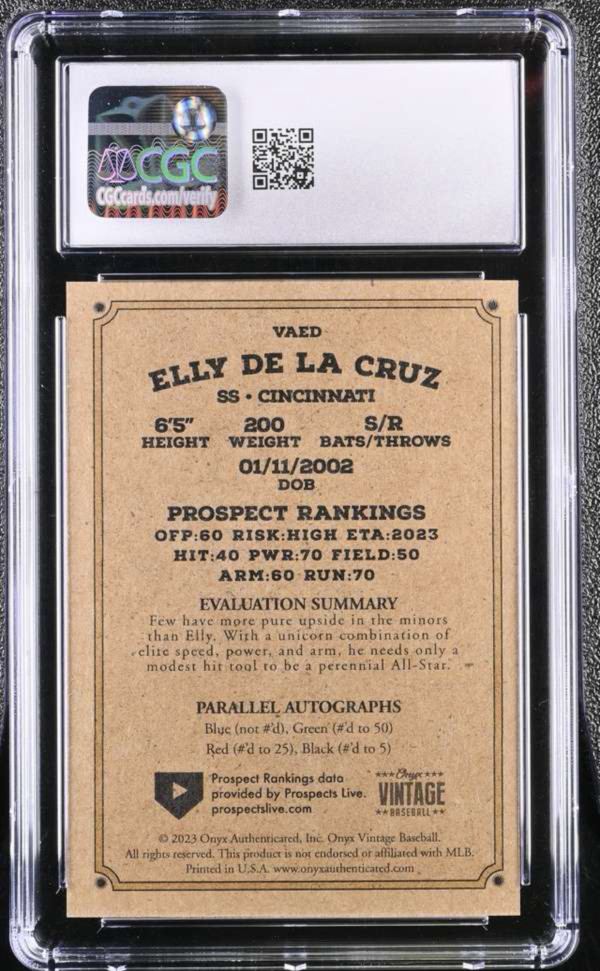 CGC
CGCcards.com/verify
VAED
ELLY DE LA CRUZ
SS • CINCINNATI
6'5" 200 S/R
HEIGHT WEIGHT BATS/THROWS
01/11/2002
DOB
PROSPECT RANKINGS
OFP:60 RISK:HIGH ETA:2023
HIT:40 PWR:70 FIELD:50
ARM:60 RUN:70
EVALUATION SUMMARY
Few have more pure upside in the minors
than Elly. With a unicorn combination of
elite speed, power, and arm, he needs only a
modest hit tool to be a perennial All-Star.
PARALLEL AUTOGRAPHS
Blue (not #'d), Green (#'d to 50)
Red (#'d to 25), Black (#'d to 5)
Prospect Rankings data
provided by Prospects Live.
prospectslive.com
Onyx
VINTAGE
BASEBALL
© 2023 Onyx Authenticated, Inc. Onyx Vintage Baseball.
All rights reserved. This product is not endorsed or affiliated with MLB.
Printed in U.S.A. www.onyxauthenticated.com